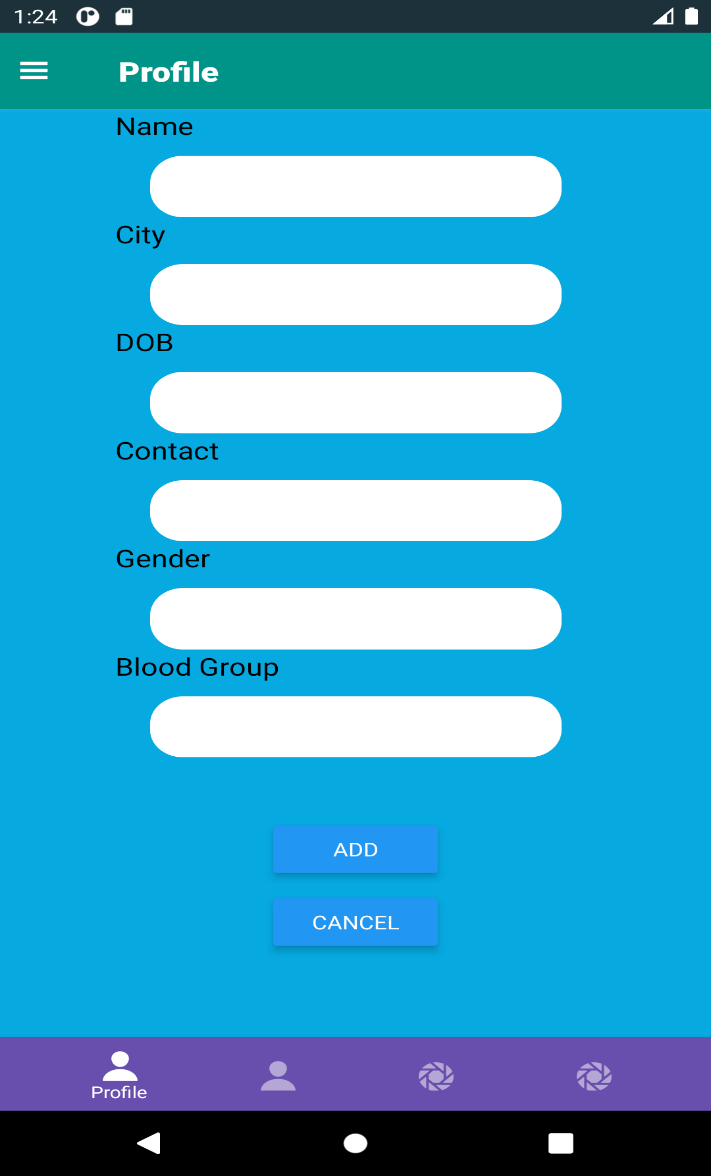 1:24
Profile
Name
City
DOB
Contact
Gender
Blood Group
ADD
CANCEL
Profile